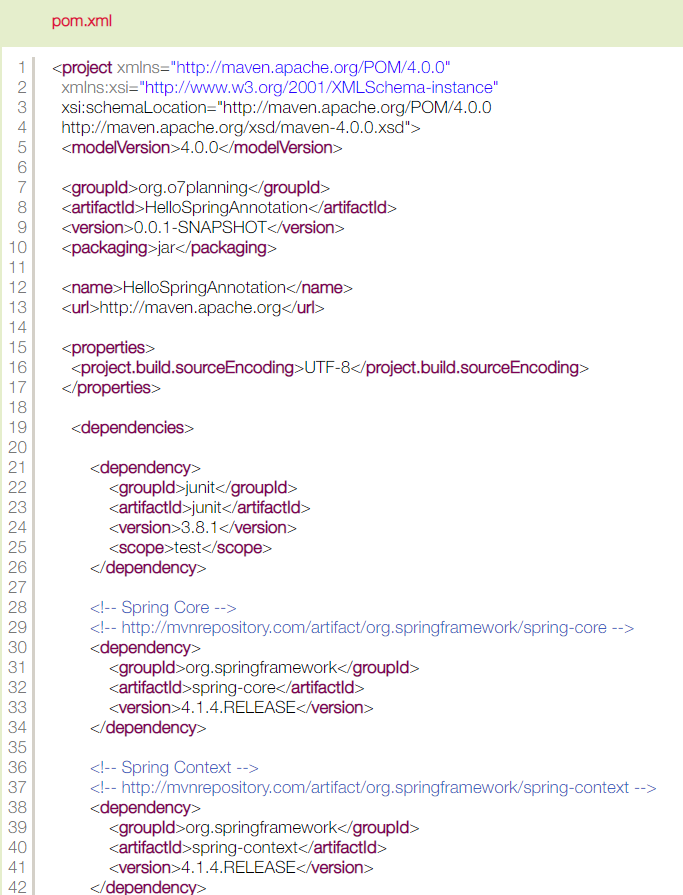 pom.xml
1 <project xmlns="http://maven.apache.org/POM/4.0.0"
2 xmlns:xsi="http://www.w3.org/2001/XMLSchema-instance"
3 xsi:schemaLocation="http://maven.apache.org/POM/4.0.0
4 http://maven.apache.org/xsd/maven-4.0.0.xsd">
5 <modelVersion>4.0.0</modelVersion>
6
7 <groupId>org.o7planning</groupId>
8 <artifactId>HelloSpringAnnotation</artifactId>
9 <version>0.0.1-SNAPSHOT</version>
10 <packaging>jar</packaging>
11
12 <name>HelloSpringAnnotation</name>
13 <url>http://maven.apache.org</url>
14
15 <properties>
16 <project.build.sourceEncoding>UTF-8</project.build.sourceEncoding>
17 </properties>
18
19 <dependencies>
20
21 <dependency>
22 <groupId>junit</groupId>
23 <artifactId>junit</artifactId>
24 <version>3.8.1</version>
25 <scope>test</scope>
26 </dependency>
27
28 <!-- Spring Core -->
29 <!-- http://mvnrepository.com/artifact/org.springframework/spring-core -->
30 <dependency>
31 <groupId>org.springframework</groupId>
32 <artifactId>spring-core</artifactId>
33 <version>4.1.4.RELEASE</version>
34 </dependency>
35
36 <!-- Spring Context -->
37 <!-- http://mvnrepository.com/artifact/org.springframework/spring-context -->
38 <dependency>
39 <groupId>org.springframework</groupId>
40 <artifactId>spring-context</artifactId>
41 <version>4.1.4.RELEASE</version>
42 </dependency>